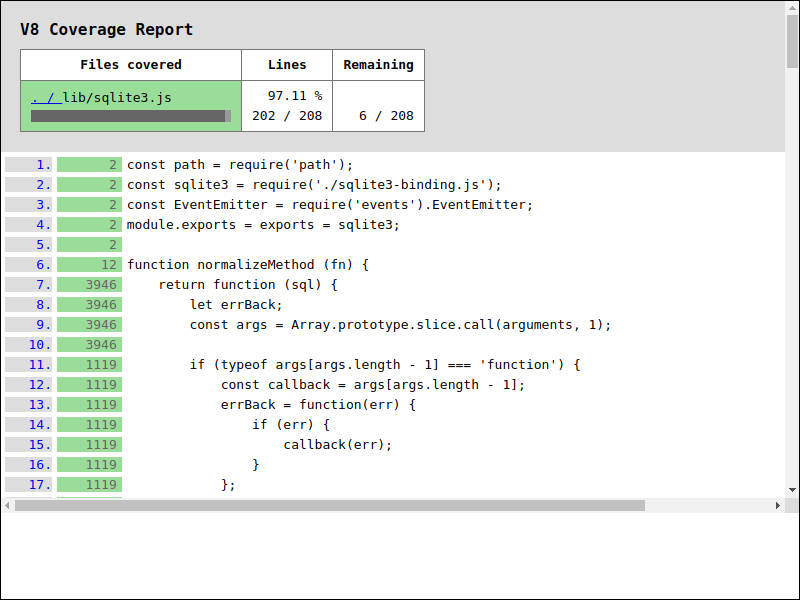 V8 Coverage Report
Files covered Lines Remaining
. / lib/sqlite3.js 97.11 %
202 / 208 6 / 208
1. 2 const path = require('path');
2. 2 const sqlite3 = require('./sqlite3-binding.js');
3. 2 const EventEmitter = require('events').EventEmitter;
4. 2 module.exports = exports = sqlite3;
5. 2
6. 12 function normalizeMethod (fn) {
7. 3946     return function (sql) {
8. 3946         let errBack;
9. 3946         const args = Array.prototype.slice.call(arguments, 1);
10. 3946
11. 1119         if (typeof args[args.length - 1] === 'function') {
12. 1119             const callback = args[args.length - 1];
13. 1119             errBack = function(err) {
14. 1119                 if (err) {
15. 1119                     callback(err);
16. 1119                 }
17. 1119             };